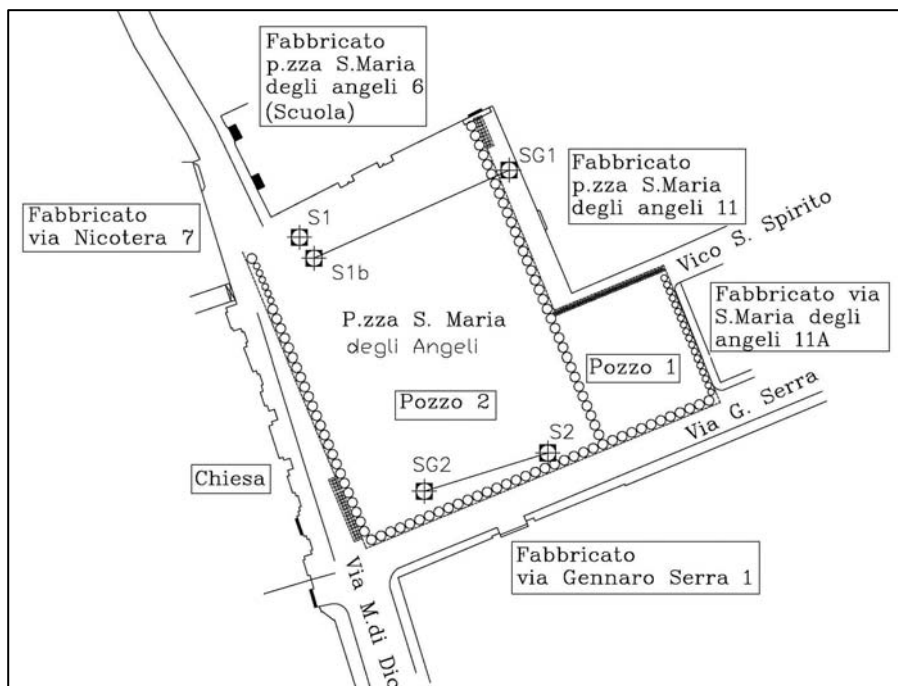 Fabbricato
p.zza S.Maria
degli angeli 6
(Scuola)
SG1
Fabbricato
p.zza S.Maria
degli angeli 11
Fabbricato
via Nicotera 7
S1
S1b
Vico S. Spirito
Fabbricato via
S.Maria degli
angeli 11A
P.zza S. Maria
degli Angeli
Pozzo 1
Pozzo 2
Via G. Serra
S2
SG2
Chiesa
Fabbricato
via Gennaro Serra 1
Via M.di Dio